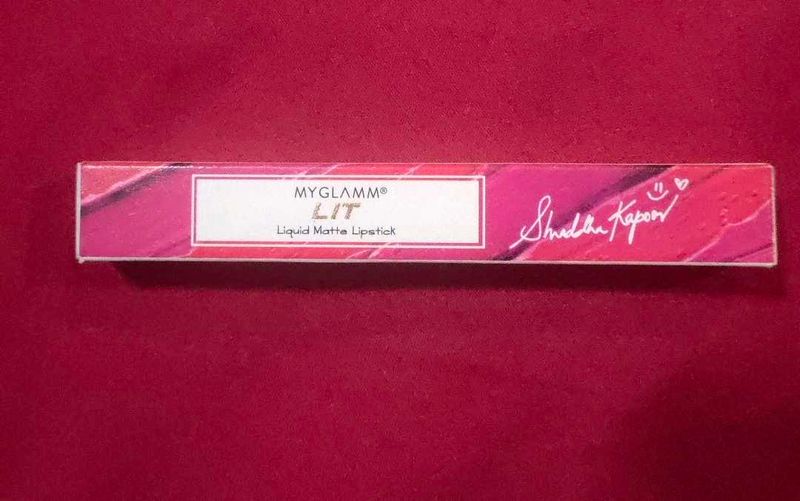 MYGLAMM®
LIT
Liquid Matte Lipstick
Shraddha Kapoor